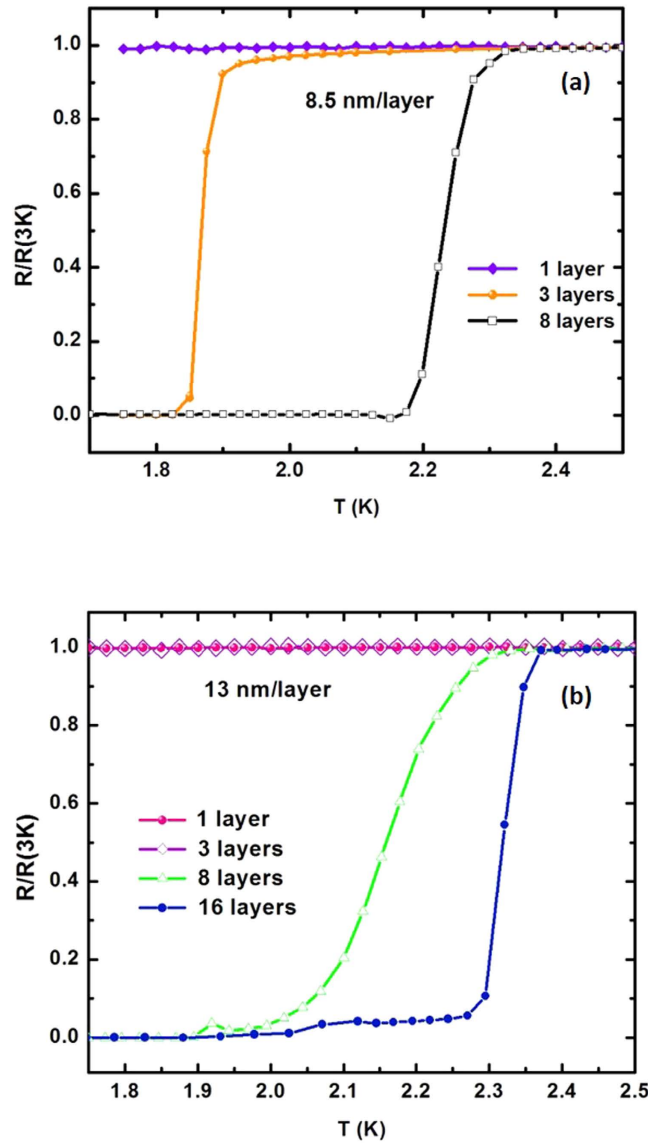 1.0
(a)
8.5 nm/layer
0.8
0.6
R/R(3K)
0.4
1 layer
3 layers
8 layers
0.2
0.0
1.8 2.0 2.2 2.4
T (K)
1.0
13 nm/layer
(b)
0.8
0.6
R/R(3K)
1 layer
3 layers
8 layers
16 layers
0.4
0.2
0.0
1.8 1.9 2.0 2.1 2.2 2.3 2.4 2.5
T (K)